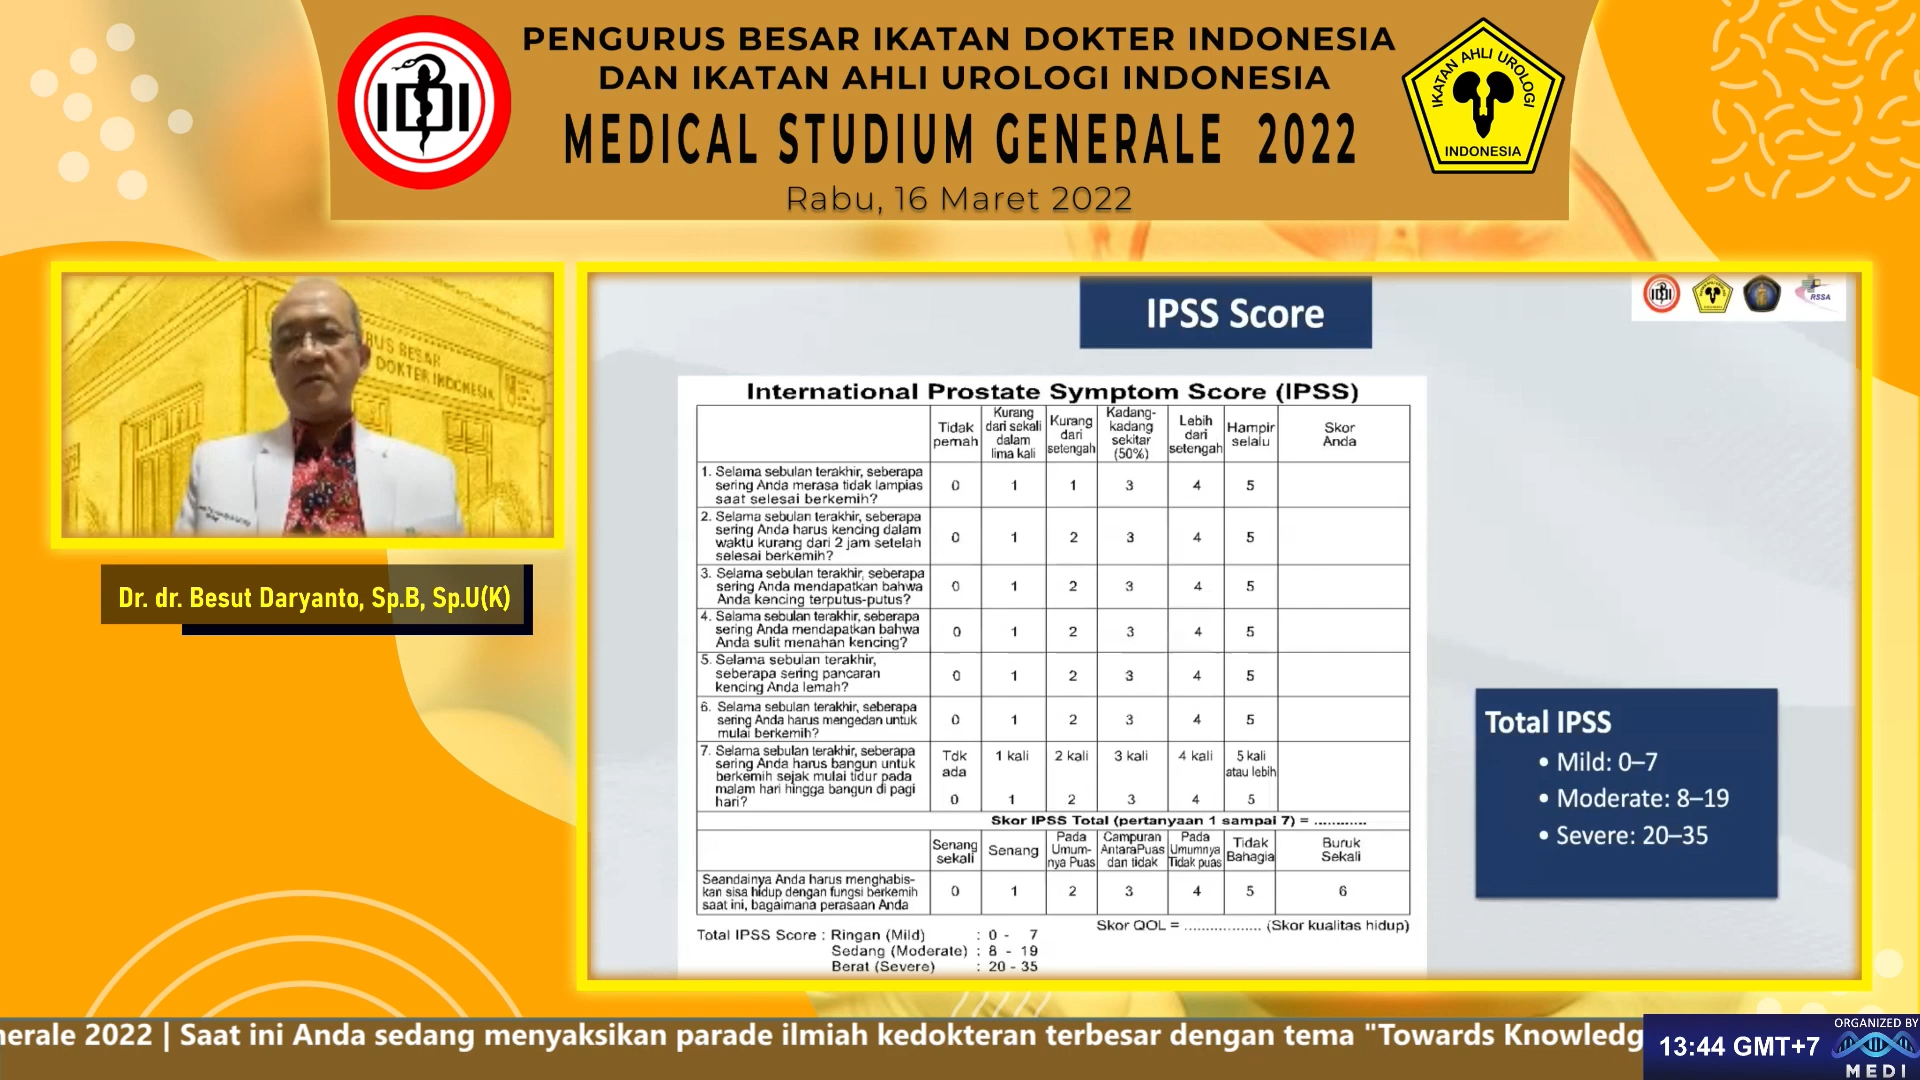 PENGURUS BESAR IKATAN DOKTER INDONESIA
DAN IKATAN AHLI UROLOGI INDONESIA
MEDICAL STUDIUM GENERALE 2022
Rabu, 16 Maret 2022
IDI
IKATAN AHLI UROLOGI
INDONESIA
RUS BESAR
DOKTER INDONESIA
Dr. dr. Besut Daryanto, Sp.B, Sp.U(K)
IPSS Score
RSSA
International Prostate Symptom Score (IPSS)
Tidak pernah | Kurang dari sekali dalam lima kali | Kurang dari setengah | Kadang-kadang sekitar (50%) | Lebih dari setengah | Hampir selalu | Skor Anda
1. Selama sebulan terakhir, seberapa
sering Anda merasa tidak lampias
saat selesai berkemih?
0 1 1 3 4 5
2. Selama sebulan terakhir, seberapa
sering Anda harus kencing dalam
waktu kurang dari 2 jam setelah
selesai berkemih?
0 1 2 3 4 5
3. Selama sebulan terakhir, seberapa
sering Anda mendapatkan bahwa
Anda kencing terputus-putus?
0 1 2 3 4 5
4. Selama sebulan terakhir, seberapa
sering Anda mendapatkan bahwa
Anda sulit menahan kencing?
0 1 2 3 4 5
5. Selama sebulan terakhir,
seberapa sering pancaran
kencing Anda lemah?
0 1 2 3 4 5
6. Selama sebulan terakhir, seberapa
sering Anda harus mengedan untuk
mulai berkemih?
0 1 2 3 4 5
7. Selama sebulan terakhir, seberapa
sering Anda harus bangun untuk
berkemih sejak mulai tidur pada
malam hari hingga bangun di pagi
hari?
Tdk ada | 1 kali | 2 kali | 3 kali | 4 kali | 5 kali atau lebih
0 1 2 3 4 5
Skor IPSS Total (pertanyaan 1 sampai 7) = ............
Senang sekali | Senang | Pada Umum-nya Puas | Campuran AntaraPuas dan tidak | Pada Umumnya Tidak puas | Tidak Bahagia | Buruk Sekali
Seandainya Anda harus menghabis-
kan sisa hidup dengan fungsi berkemih
saat ini, bagaimana perasaan Anda
0 1 2 3 4 5 6
Skor QOL = .................. (Skor kualitas hidup)
Total IPSS Score : Ringan (Mild) : 0 - 7
Sedang (Moderate) : 8 - 19
Berat (Severe) : 20 - 35
Total IPSS
• Mild: 0–7
• Moderate: 8–19
• Severe: 20–35
nerale 2022 | Saat ini Anda sedang menyaksikan parade ilmiah kedokteran terbesar dengan tema "Towards Knowledg
13:44 GMT+7
ORGANIZED BY
MEDI